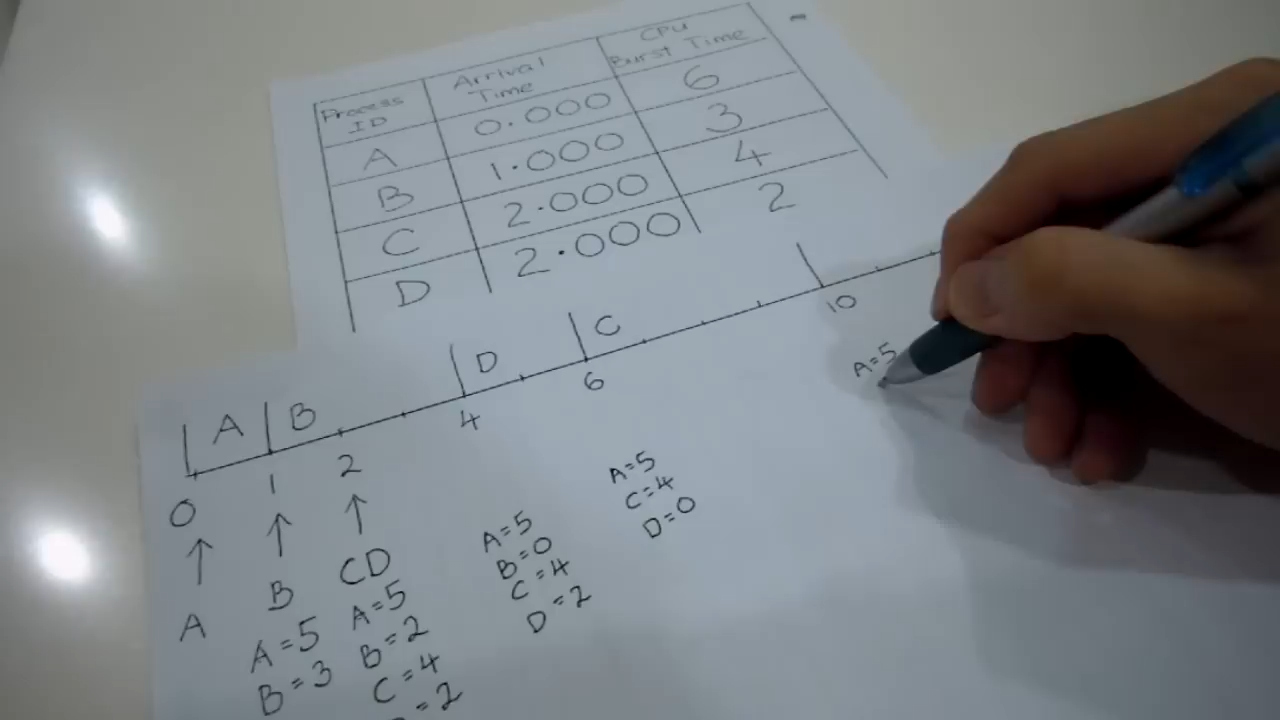 Process ID
Arrival Time
CPU Burst Time
A 0.000 6
B 1.000 3
C 2.000 4
D 2.000 2
A B D C
0 1 2 4 6 10
A B CD
A=5
B=3
A=5
B=2
C=4
=2
A=5
B=0
C=4
D=2
A=5
C=4
D=0
A=5